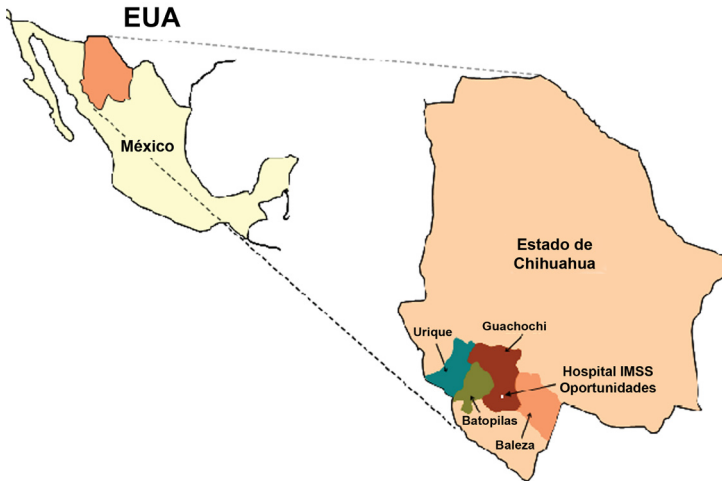 EUA
México
Estado de
Chihuahua
Urique
Guachochi
Hospital IMSS
Oportunidades
Batopilas
Baleza